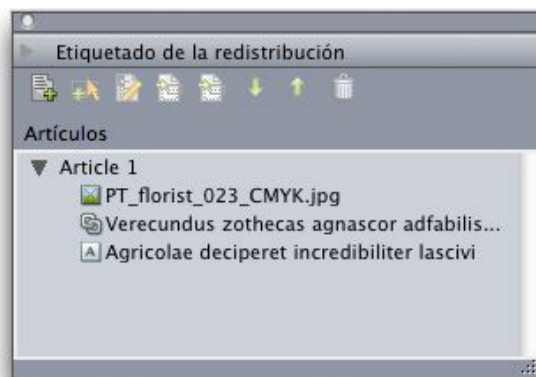 Etiquetado de la redistribución
Artículos
Article 1
PT_florist_023_CMYK.jpg
Verecundus zothecas agnascor adfabilis...
A Agricolae deciperet incredibiliter lascivi